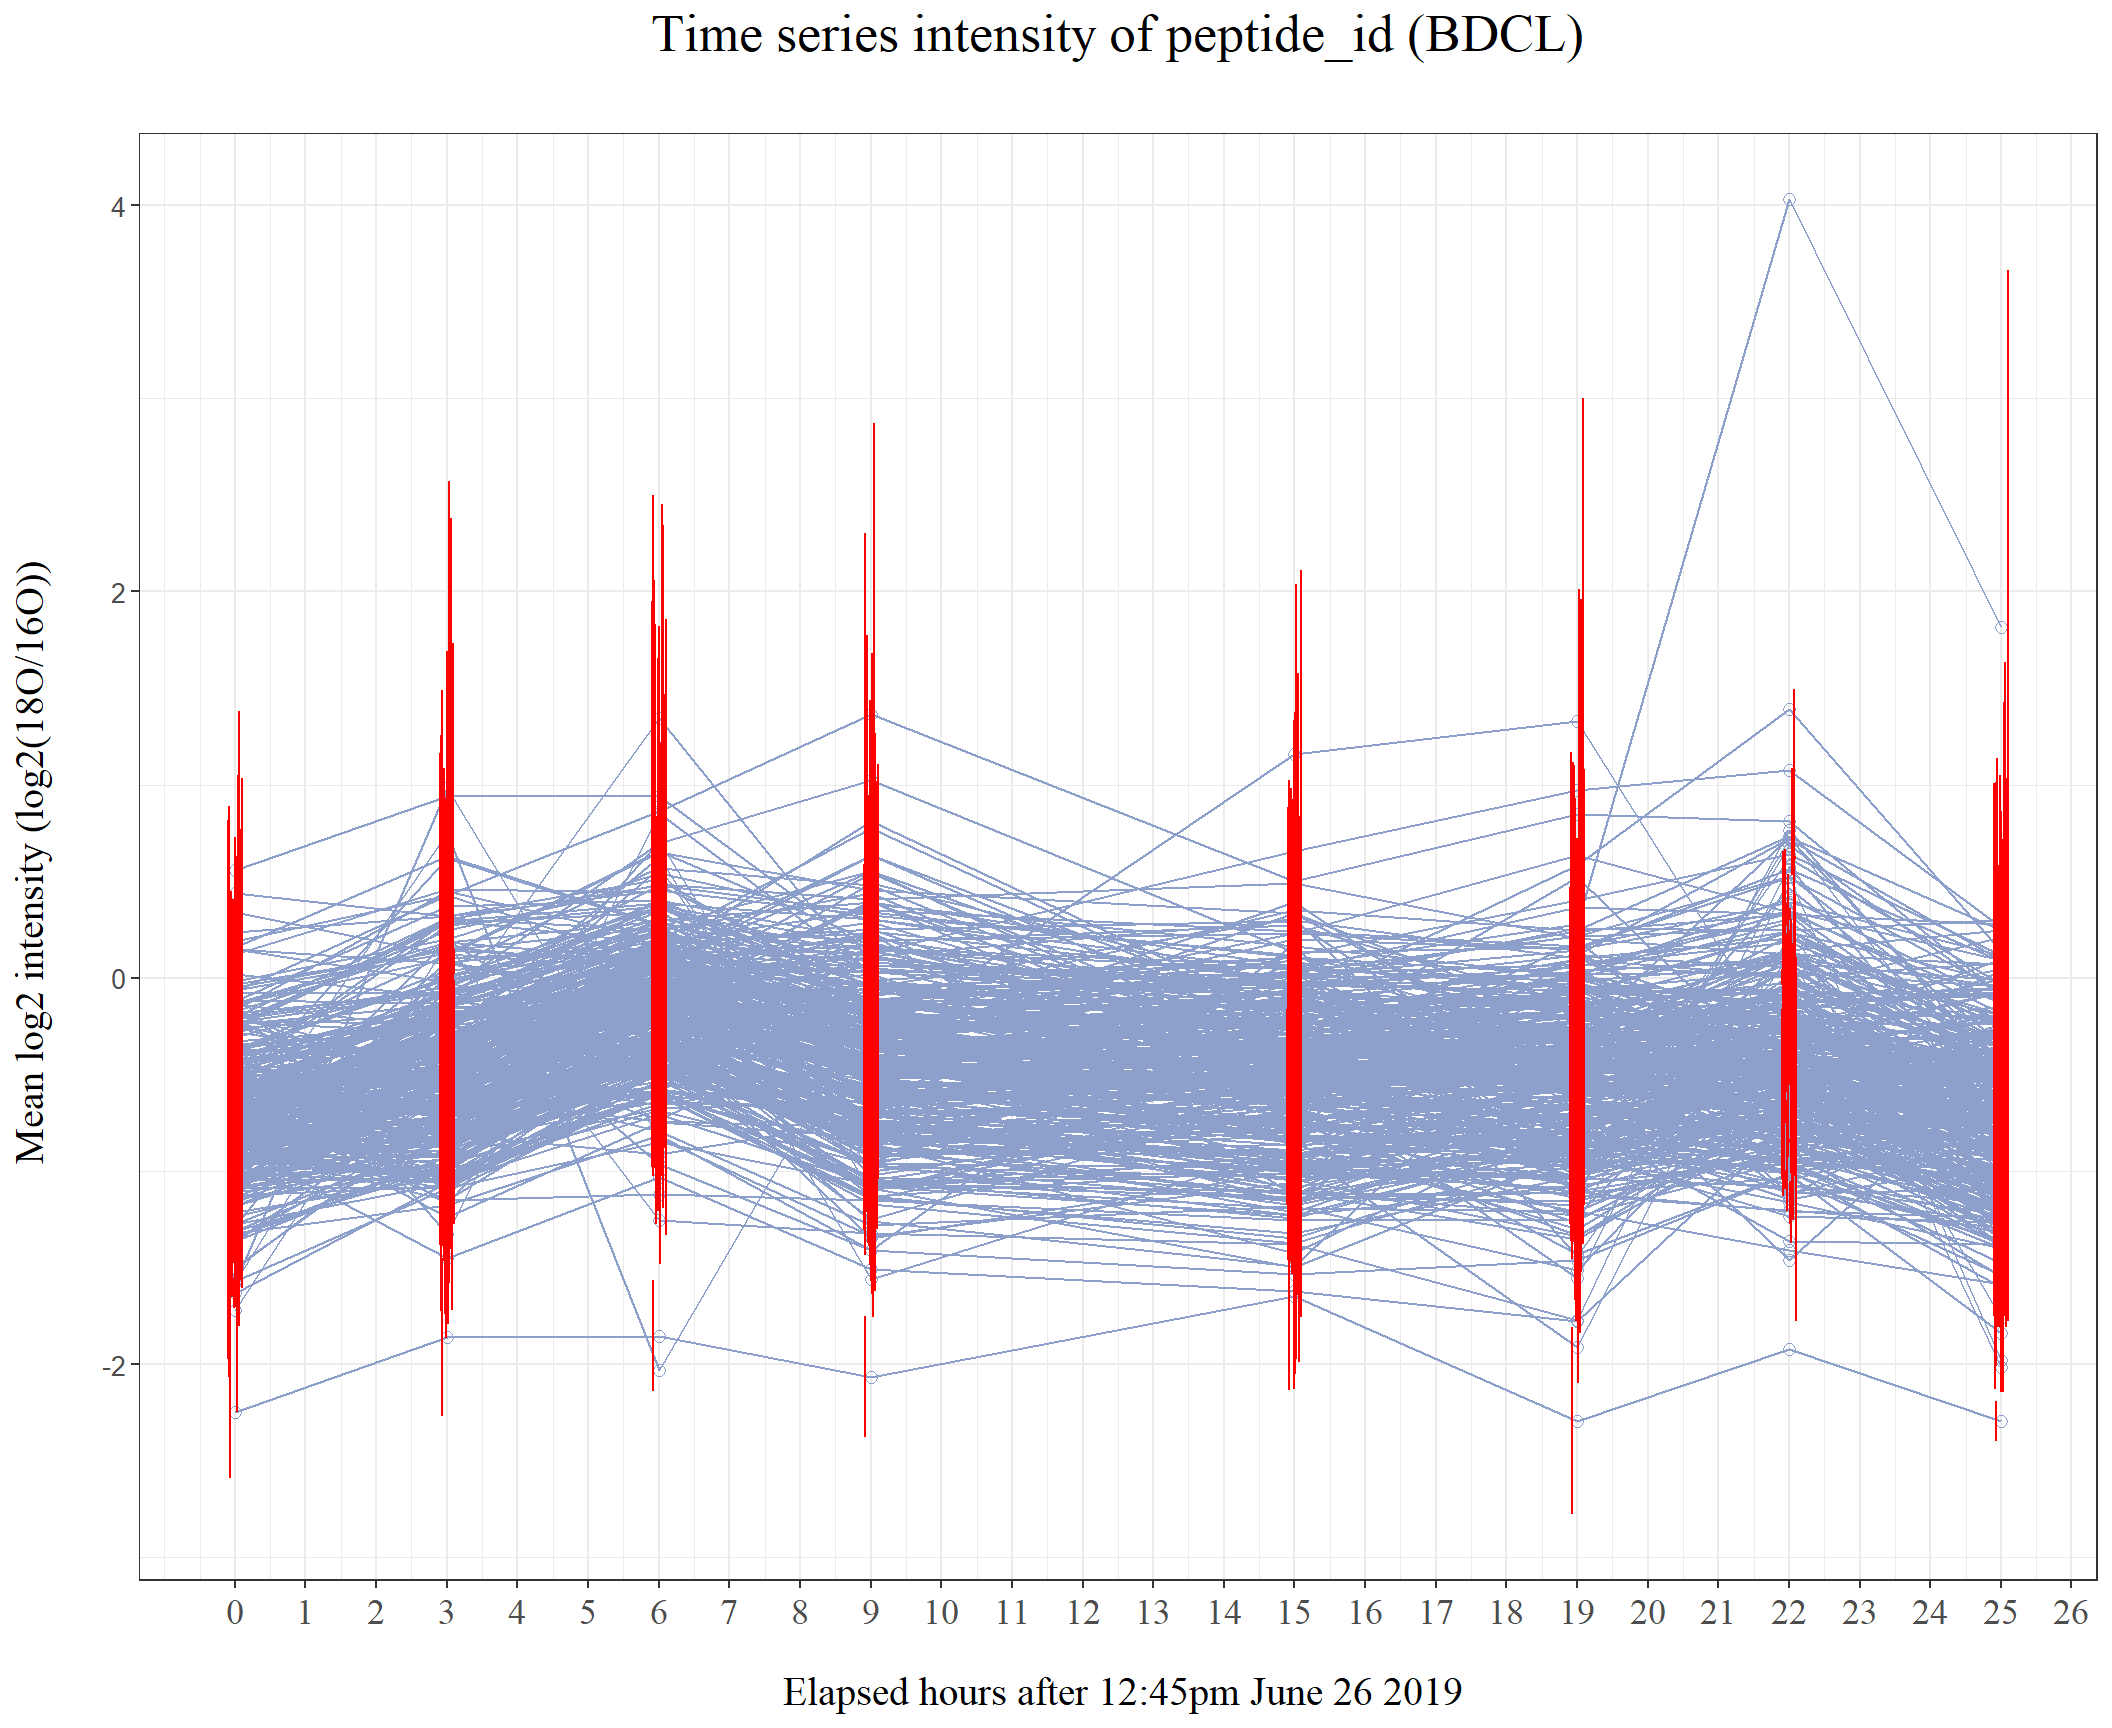 Time series intensity of peptide_id (BDCL)
Mean log2 intensity (log2(18O/16O))
4
2
0
-2
0 1 2 3 4 5 6 7 8 9 10 11 12 13 14 15 16 17 18 19 20 21 22 23 24 25 26
Elapsed hours after 12:45pm June 26 2019